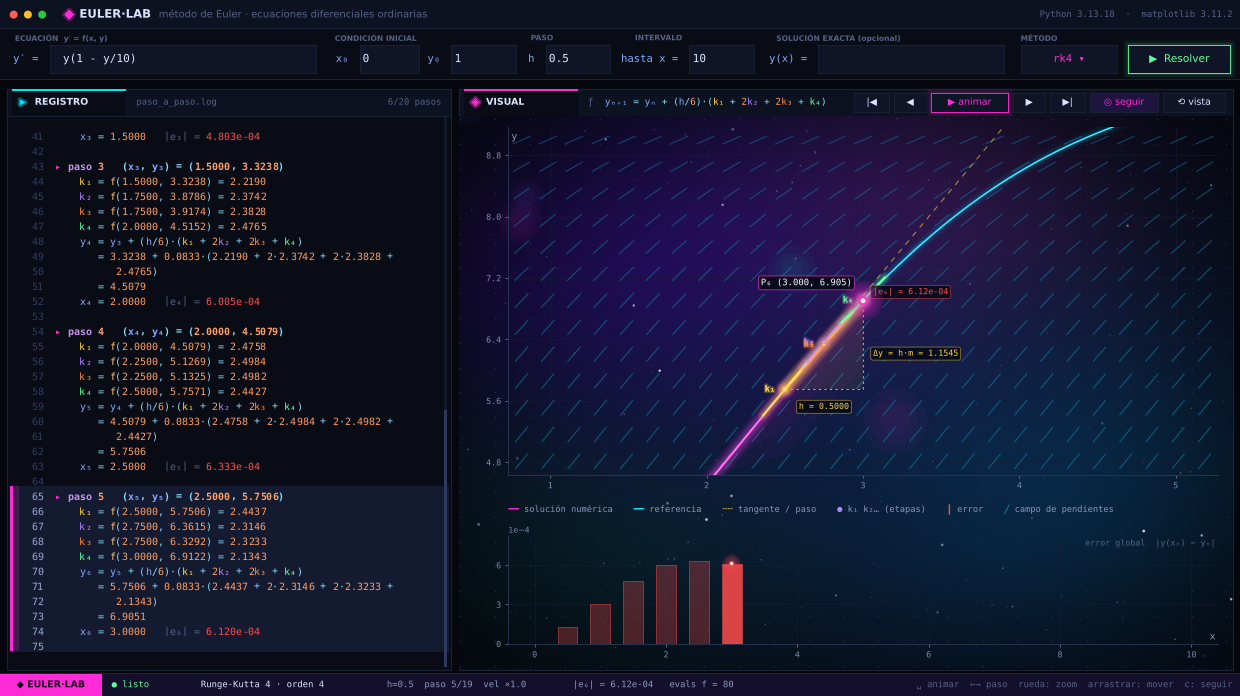 EULER·LAB método de Euler · ecuaciones diferenciales ordinarias Python 3.13.18 · matplotlib 3.11.2
ECUACIÓN y′ = f(x, y) CONDICIÓN INICIAL PASO INTERVALO SOLUCIÓN EXACTA (opcional) MÉTODO
y′ = y(1 - y/10) x₀ 0 y₀ 1 h 0.5 hasta x = 10 y(x) = rk4 ▾ ▶ Resolver
REGISTRO paso_a_paso.log 6/20 pasos
41 x₃ = 1.5000 |e₃| = 4.803e-04
42
43 ▸ paso 3 (x₃, y₃) = (1.5000, 3.3238)
44 k₁ = f(1.5000, 3.3238) = 2.2190
45 k₂ = f(1.7500, 3.8786) = 2.3742
46 k₃ = f(1.7500, 3.9174) = 2.3828
47 k₄ = f(2.0000, 4.5152) = 2.4765
48 y₄ = y₃ + (h/6)·(k₁ + 2k₂ + 2k₃ + k₄)
49 = 3.3238 + 0.0833·(2.2190 + 2·2.3742 + 2·2.3828 +
50 2.4765)
51 = 4.5079
52 x₄ = 2.0000 |e₄| = 6.005e-04
53
54 ▸ paso 4 (x₄, y₄) = (2.0000, 4.5079)
55 k₁ = f(2.0000, 4.5079) = 2.4758
56 k₂ = f(2.2500, 5.1269) = 2.4984
57 k₃ = f(2.2500, 5.1325) = 2.4982
58 k₄ = f(2.5000, 5.7571) = 2.4427
59 y₅ = y₄ + (h/6)·(k₁ + 2k₂ + 2k₃ + k₄)
60 = 4.5079 + 0.0833·(2.4758 + 2·2.4984 + 2·2.4982 +
61 2.4427)
62 = 5.7506
63 x₅ = 2.5000 |e₅| = 6.333e-04
64
65 ▸ paso 5 (x₅, y₅) = (2.5000, 5.7506)
66 k₁ = f(2.5000, 5.7506) = 2.4437
67 k₂ = f(2.7500, 6.3615) = 2.3146
68 k₃ = f(2.7500, 6.3292) = 2.3233
69 k₄ = f(3.0000, 6.9122) = 2.1343
70 y₆ = y₅ + (h/6)·(k₁ + 2k₂ + 2k₃ + k₄)
71 = 5.7506 + 0.0833·(2.4437 + 2·2.3146 + 2·2.3233 +
72 2.1343)
73 = 6.9051
74 x₆ = 3.0000 |e₆| = 6.120e-04
75
VISUAL ƒ yₙ₊₁ = yₙ + (h/6)·(k₁ + 2k₂ + 2k₃ + k₄) |◀ ◀ ▶ animar ▶ ▶| ◎ seguir ⟲ vista
y
8.8
8.0
7.2
P₆ (3.000, 6.905)
|e₆| = 6.12e-04
k₄
6.4
k₃
Δy = h·m = 1.1545
k₁
5.6
h = 0.5000
4.8
1 2 3 4 5
solución numérica referencia tangente / paso k₁ k₂… (etapas) error campo de pendientes
1e−4
error global |y(xₙ) − yₙ|
6
3
0
x
0 2 4 6 8 10
◆ EULER·LAB ● listo Runge-Kutta 4 · orden 4 h=0.5 paso 5/19 vel ×1.0 |e₆| = 6.12e-04 evals f = 80 ␣ animar ←→ paso rueda: zoom arrastrar: mover c: seguir